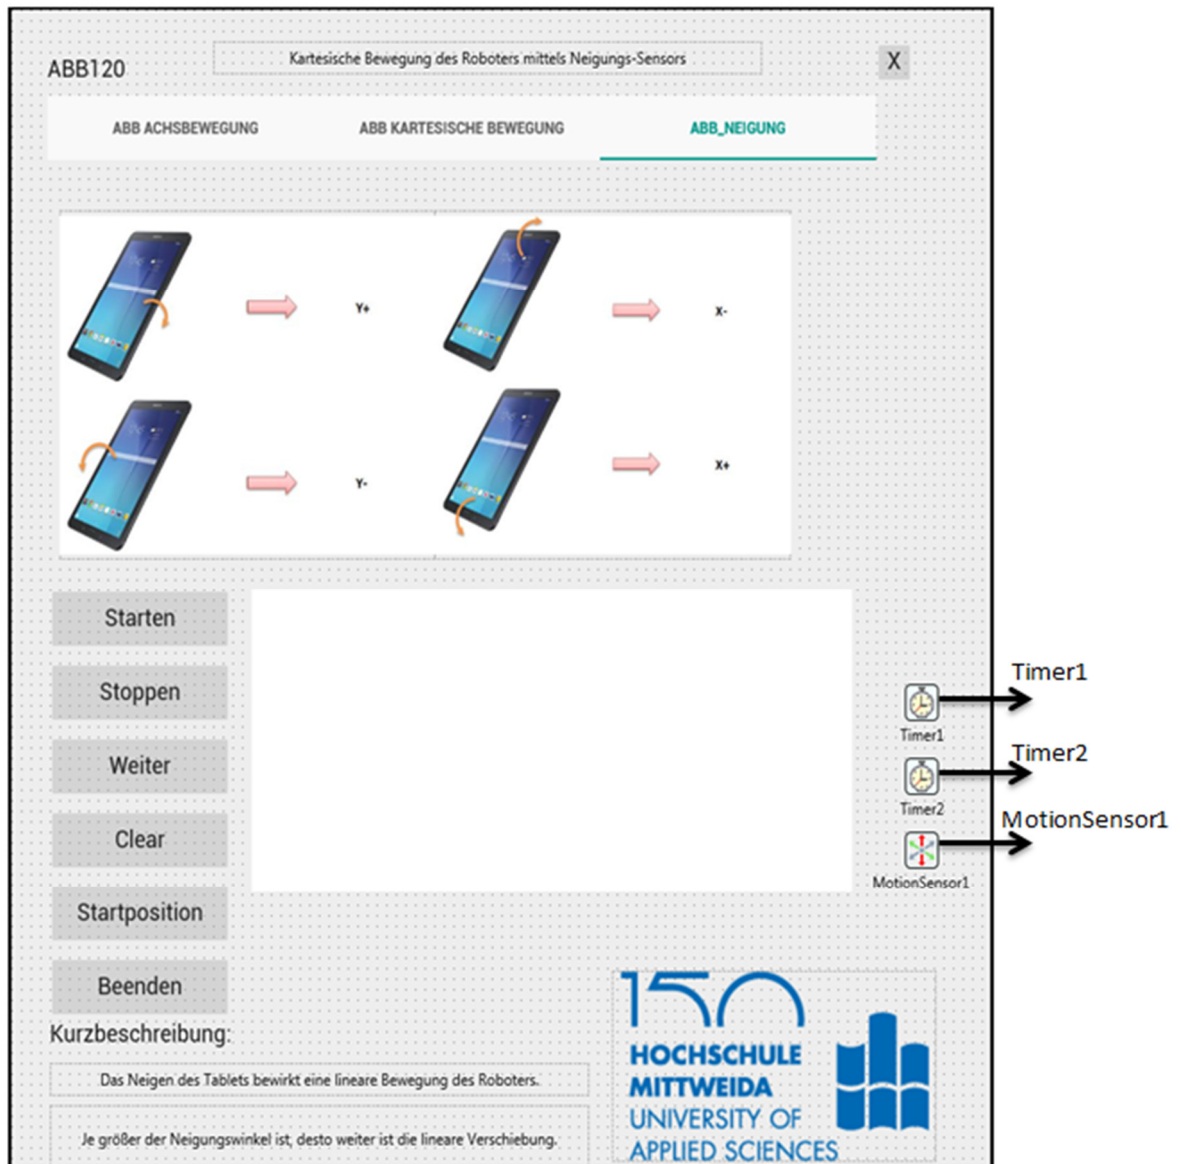 Kartesische Bewegung des Roboters mittels Neigungs-Sensors
ABB120
X
ABB ACHSBEWEGUNG
ABB KARTESISCHE BEWEGUNG
ABB_NEIGUNG
Y+
X-
Y-
X+
Starten
Stoppen
Weiter
Clear
Startposition
Beenden
Timer1
Timer1
Timer2
Timer2
MotionSensor1
MotionSensor1
Kurzbeschreibung:
Das Neigen des Tablets bewirkt eine lineare Bewegung des Roboters.
Je größer der Neigungswinkel ist, desto weiter ist die lineare Verschiebung.
150
HOCHSCHULE
MITTWEIDA
UNIVERSITY OF
APPLIED SCIENCES